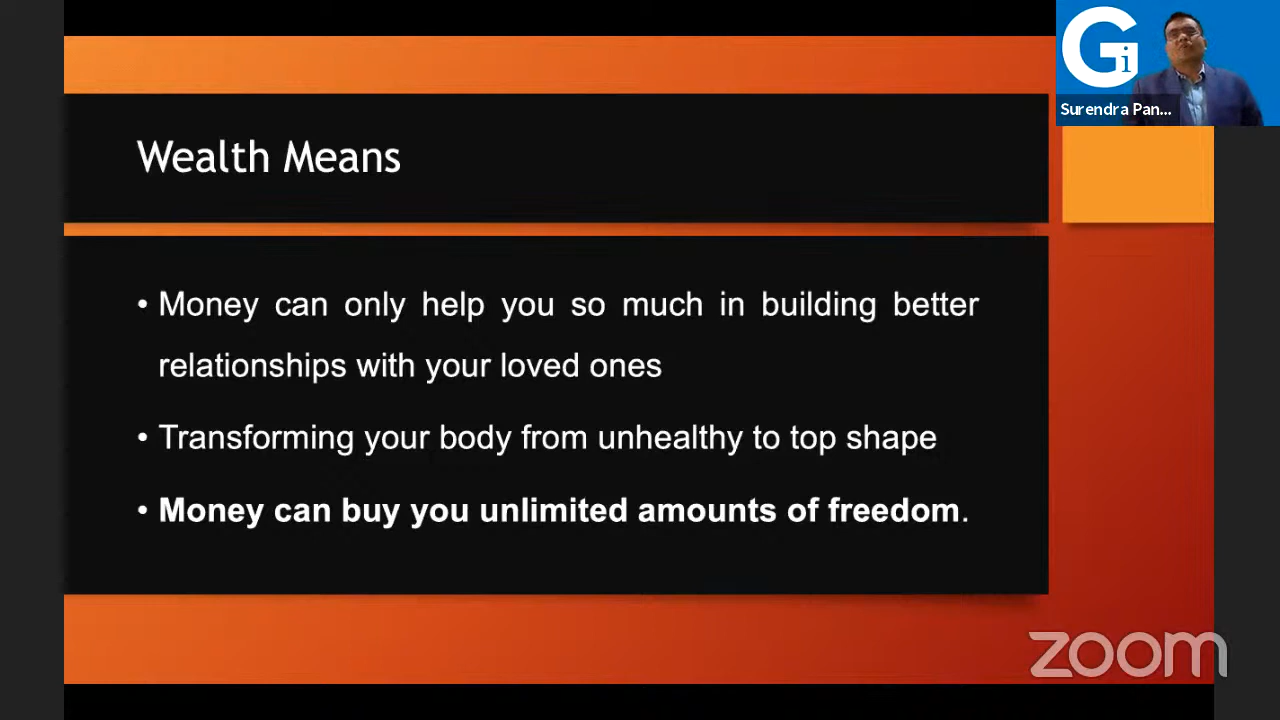 Gi
Surendra Pan...
Wealth Means
• Money can only help you so much in building better
relationships with your loved ones
• Transforming your body from unhealthy to top shape
• Money can buy you unlimited amounts of freedom.
zoom